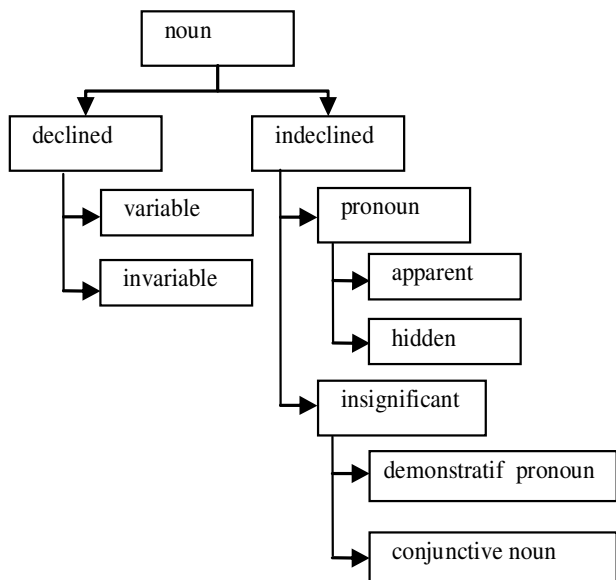 noun
declined
indeclined
variable
pronoun
invariable
apparent
hidden
insignificant
demonstratif pronoun
conjunctive noun